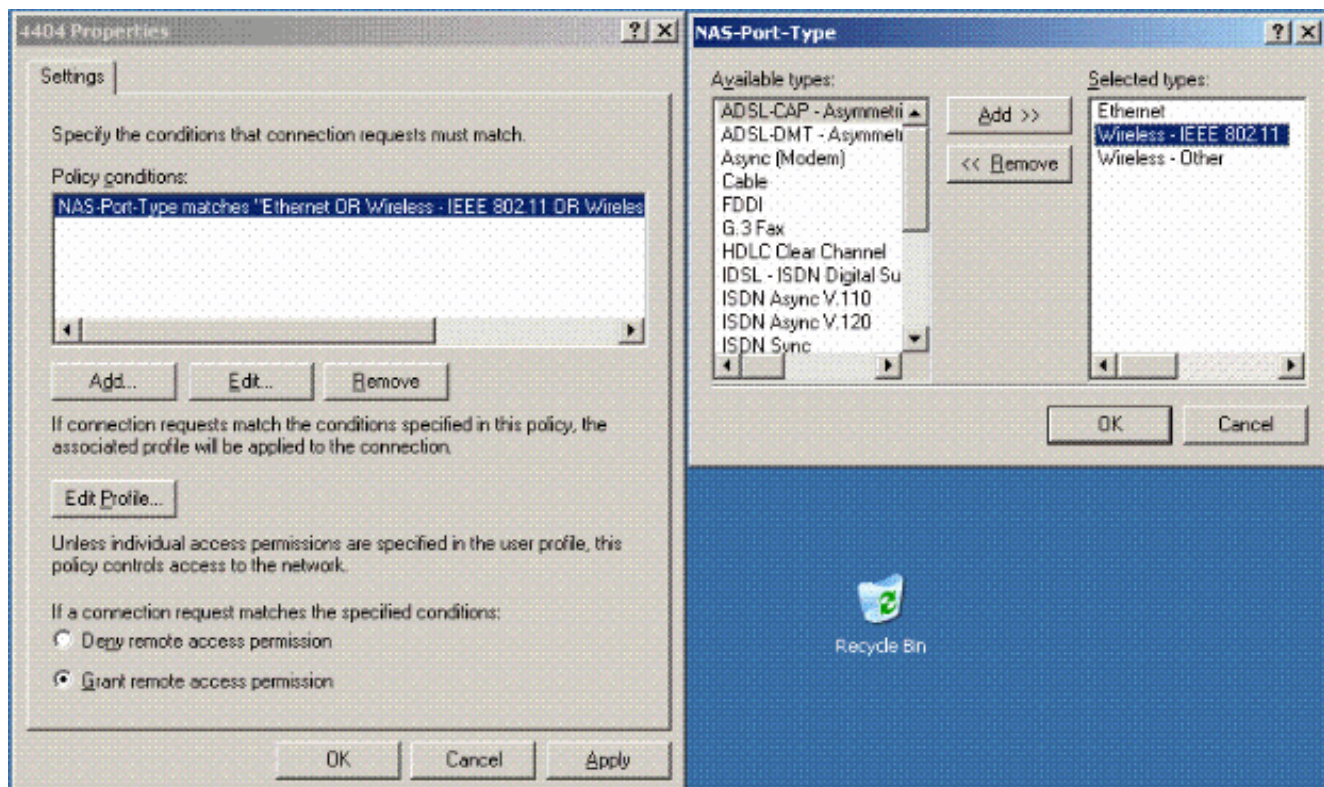 4404 Properties
Settings
Specify the conditions that connection requests must match.
Policy conditions:
NAS-Port-Type matches "Ethernet OR Wireless - IEEE 802.11 OR Wireles
Add...
Edit...
Remove
If connection requests match the conditions specified in this policy, the
associated profile will be applied to the connection.
Edit Profile...
Unless individual access permissions are specified in the user profile, this
policy controls access to the network.
If a connection request matches the specified conditions:
Deny remote access permission
Grant remote access permission
OK
Cancel
Apply
NAS-Port-Type
Available types:
ADSL-CAP - Asymmetri
ADSL-DMT - Asymmetr
Async (Modem)
Cable
FDDI
G.3 Fax
HDLC Clear Channel
IDSL - ISDN Digital Su
ISDN Async V.110
ISDN Async V.120
ISDN Sync
Add >>
<< Remove
Selected types:
Ethernet
Wireless - IEEE 802.11
Wireless - Other
OK
Cancel
Recycle Bin